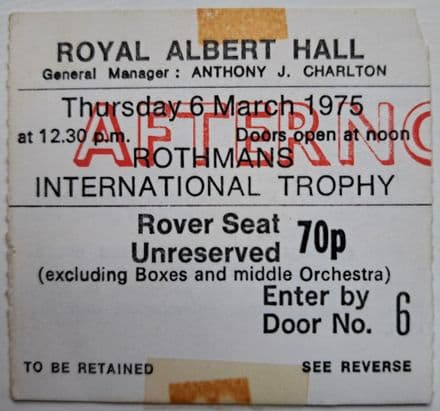 ROYAL ALBERT HALL
General Manager : ANTHONY J. CHARLTON
Thursday 6 March 1975
at 12.30 p.m. Doors open at noon
AFTERNO
ROTHMANS
INTERNATIONAL TROPHY
Rover Seat 70p
Unreserved
(excluding Boxes and middle Orchestra)
Enter by
Door No. 6
TO BE RETAINED SEE REVERSE